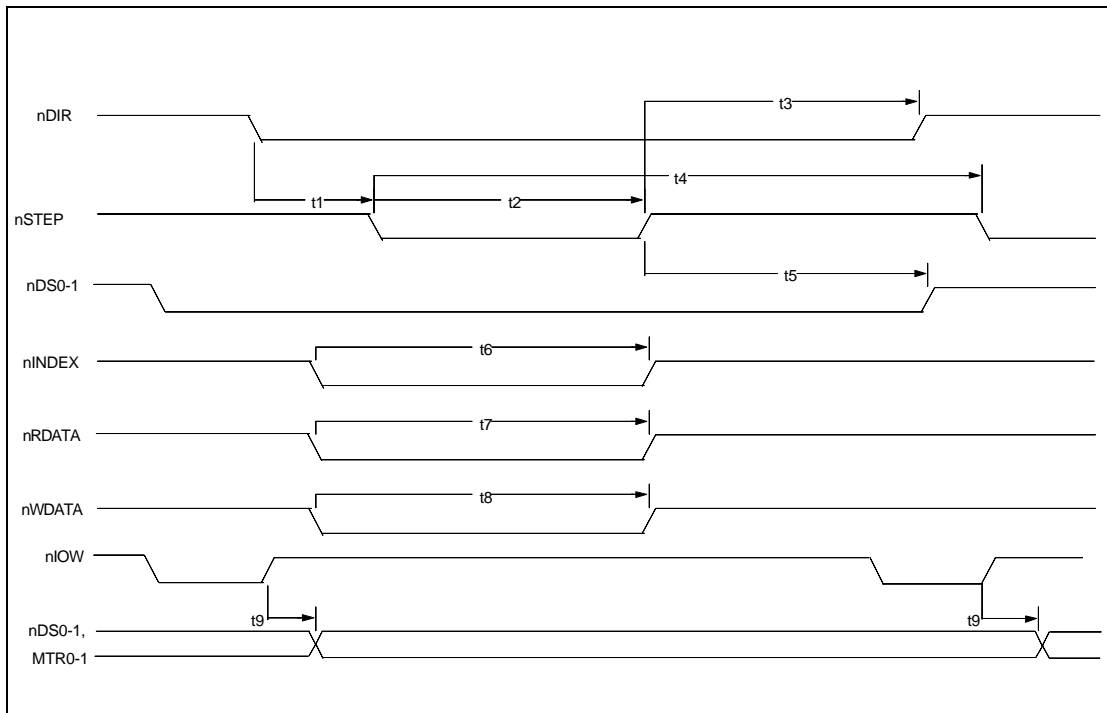 t3
nDIR
t4
t1
t2
nSTEP
nDS0-1
t5
nINDEX
t6
nRDATA
t7
nWDATA
t8
nIOW
t9
t9
nDS0-1,
MTR0-1